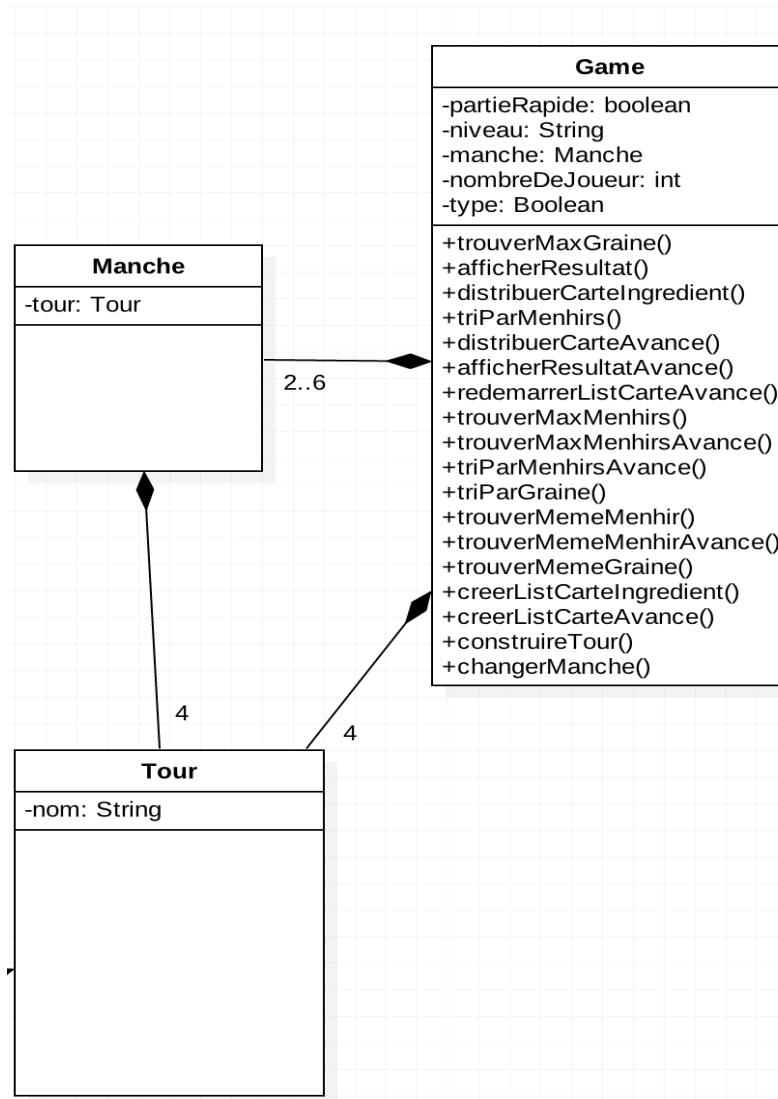 Game
-partieRapide: boolean
-niveau: String
-manche: Manche
-nombreDeJoueur: int
-type: Boolean
+trouverMaxGraine()
+afficherResultat()
+distribuerCarteIngredient()
+triParMenhirs()
+distribuerCarteAvance()
+afficherResultatAvance()
+redemarrerListCarteAvance()
+trouverMaxMenhirs()
+trouverMaxMenhirsAvance()
+triParMenhirsAvance()
+triParGraine()
+trouverMemeMenhir()
+trouverMemeMenhirAvance()
+trouverMemeGraine()
+creerListCarteIngredient()
+creerListCarteAvance()
+construireTour()
+changerManche()
Manche
-tour: Tour
2..6
4
4
Tour
-nom: String